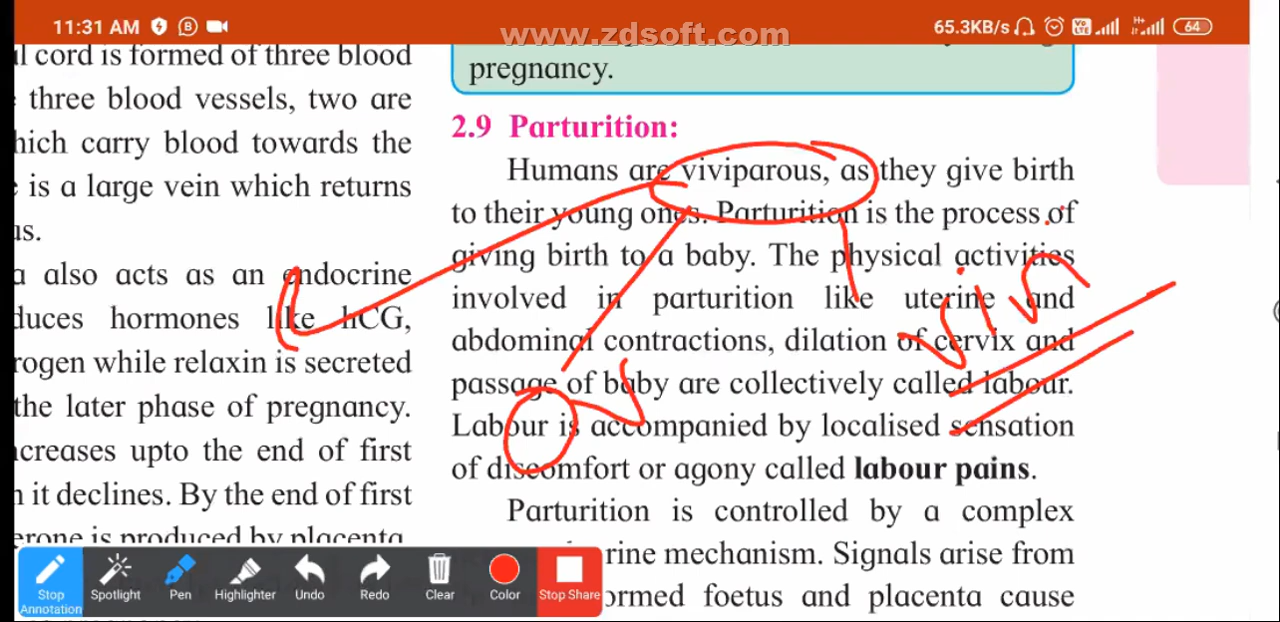 11:31 AM
65.3KB/s
64
www.zdsoft.com
cord is formed of three blood
three blood vessels, two are
which carry blood towards the
is a large vein which returns
also acts as an endocrine
hormones like hCG,
while relaxin is secreted
the later phase of pregnancy.
upto the end of first
it declines. By the end of first
is produced by placenta
pregnancy.
2.9 Parturition:
Humans are viviparous, as they give birth
to their young ones. Parturition is the process of
giving birth to a baby. The physical activities
involved in parturition like uterine and
abdominal contractions, dilation of cervix and
passage of baby are collectively called labour.
Labour is accompanied by localised sensation
of discomfort or agony called labour pains.
Parturition is controlled by a complex
mechanism. Signals arise from
foetus and placenta cause
Stop Annotation
Spotlight
Pen
Highlighter
Undo
Redo
Clear
Color
Stop Share